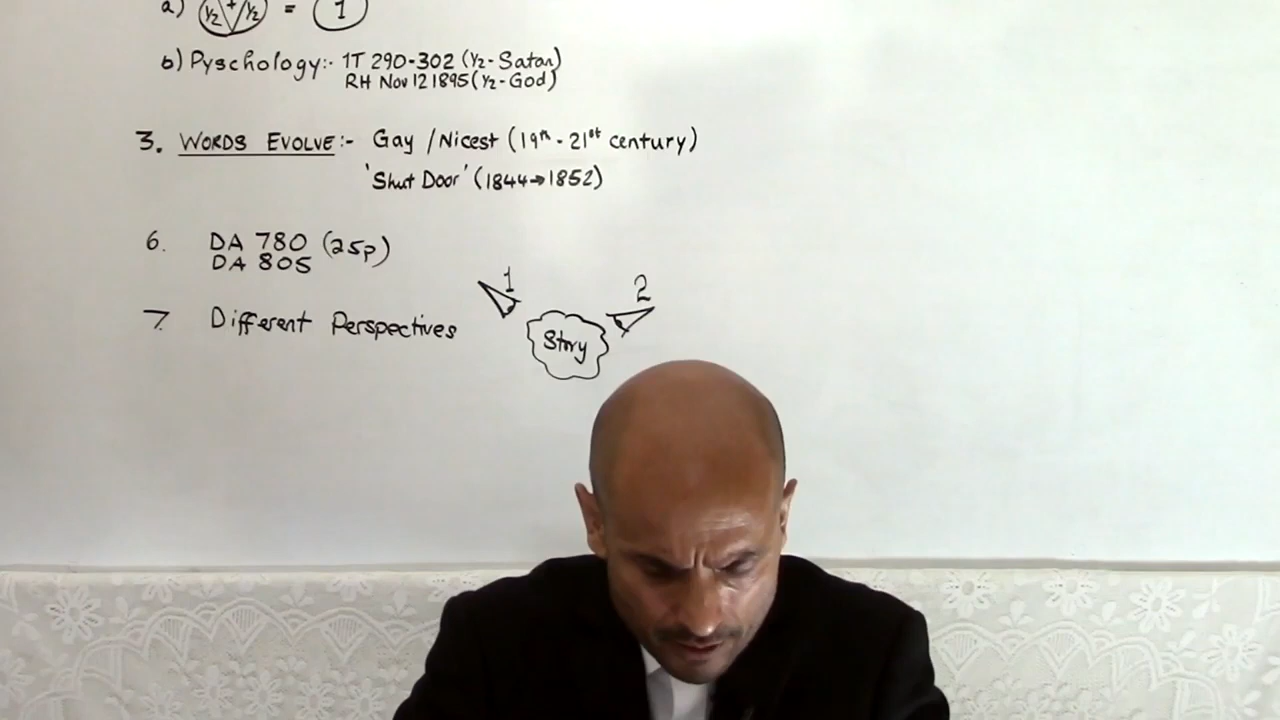 a) 1/2 + 1/2 = 1
b) Pyschology:- 1T 290-302 (1/2-Satan)
RH Nov 12 1895 (1/2-God)
3. WORDS EVOLVE:- Gay / Nicest (19th - 21st century)
'Shut Door' (1844→1852)
6. DA 780 (25p)
DA 805
7. Different Perspectives
1
2
Story